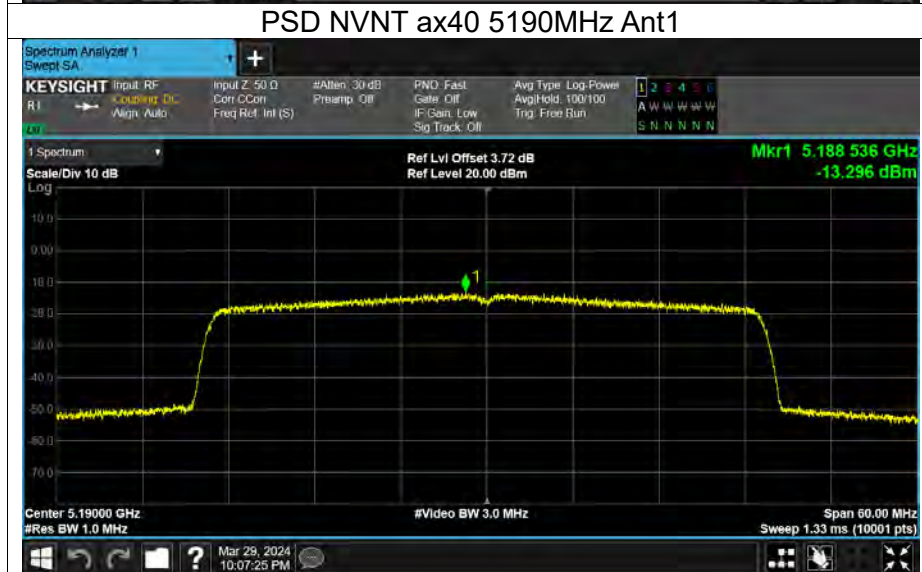 PSD NVNT ax40 5190MHz Ant1
Spectrum Analyzer 1
Swept SA
+
KEYSIGHT Input: RF Input Z: 50 Ω #Atten: 30 dB PNO: Fast Avg Type: Log-Power 1 2 3 4 5 6
Coupling: DC Corr CCorr Preamp: Off Gate: Off Avg|Hold: 100/100 A W W W W W
Align: Auto Freq Ref: Int (S) IF Gain: Low Trig: Free Run S N N N N N
Sig Track: Off
1 Spectrum Ref Lvl Offset 3.72 dB Mkr1 5.188 536 GHz
Scale/Div 10 dB Ref Level 20.00 dBm -13.296 dBm
Log
10.0
0.00
-10.0
1
-20.0
-30.0
-40.0
-50.0
-60.0
-70.0
Center 5.19000 GHz #Video BW 3.0 MHz Span 60.00 MHz
#Res BW 1.0 MHz Sweep 1.33 ms (10001 pts)
? Mar 29, 2024
10:07:25 PM